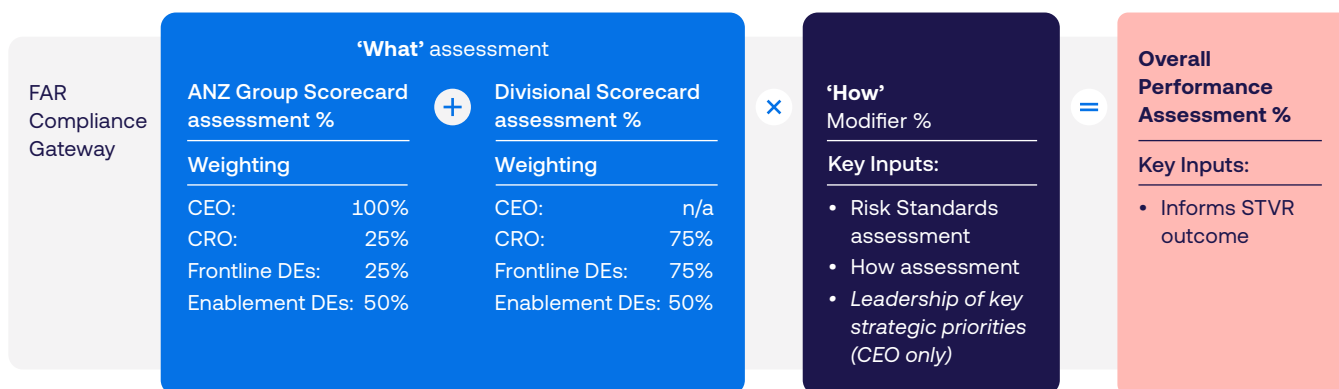 FAR
Compliance
Gateway
‘What’ assessment
ANZ Group Scorecard
assessment %
Weighting
CEO: 100%
CRO: 25%
Frontline DEs: 25%
Enablement DEs: 50%
+
Divisional Scorecard
assessment %
Weighting
CEO: n/a
CRO: 75%
Frontline DEs: 75%
Enablement DEs: 50%
×
‘How’
Modifier %
Key Inputs:
• Risk Standards
assessment
• How assessment
• Leadership of key
strategic priorities
(CEO only)
=
Overall
Performance
Assessment %
Key Inputs:
• Informs STVR
outcome